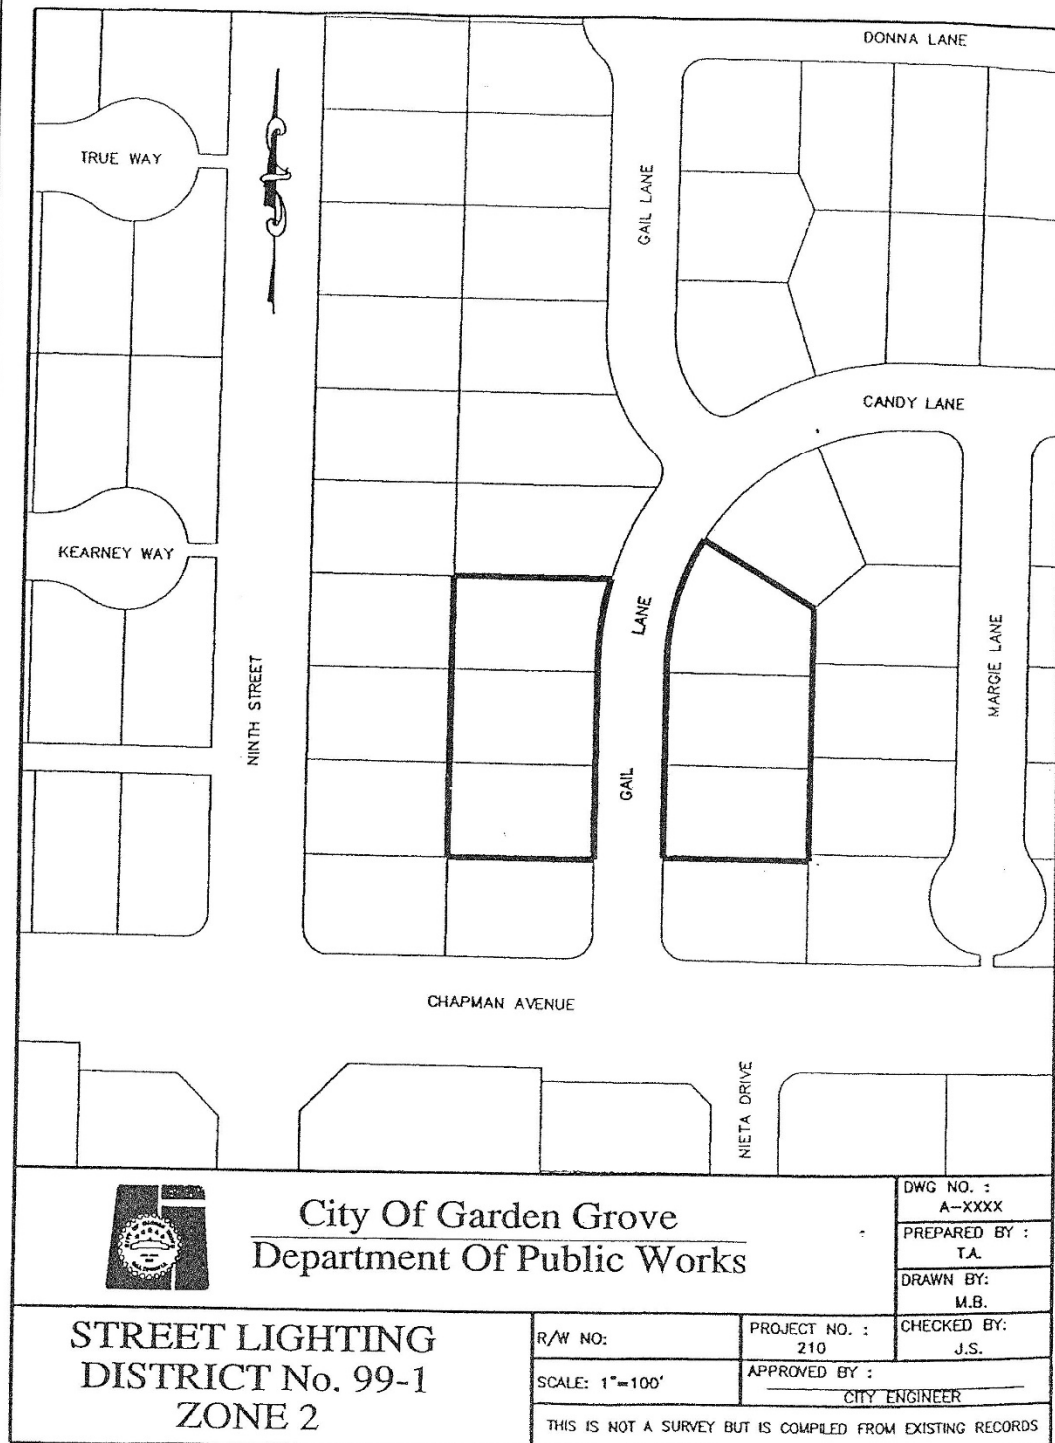 DONNA LANE
TRUE WAY
GAIL LANE
CANDY LANE
KEARNEY WAY
LANE
MARGIE LANE
NINTH STREET
GAIL
CHAPMAN AVENUE
NIETA DRIVE
City Of Garden Grove
Department Of Public Works
DWG NO. :
A-XXXX
PREPARED BY :
T.A.
DRAWN BY:
M.B.
STREET LIGHTING
DISTRICT No. 99-1
ZONE 2
R/W NO:
PROJECT NO. :
210
CHECKED BY:
J.S.
SCALE: 1"=100'
APPROVED BY :
CITY ENGINEER
THIS IS NOT A SURVEY BUT IS COMPILED FROM EXISTING RECORDS